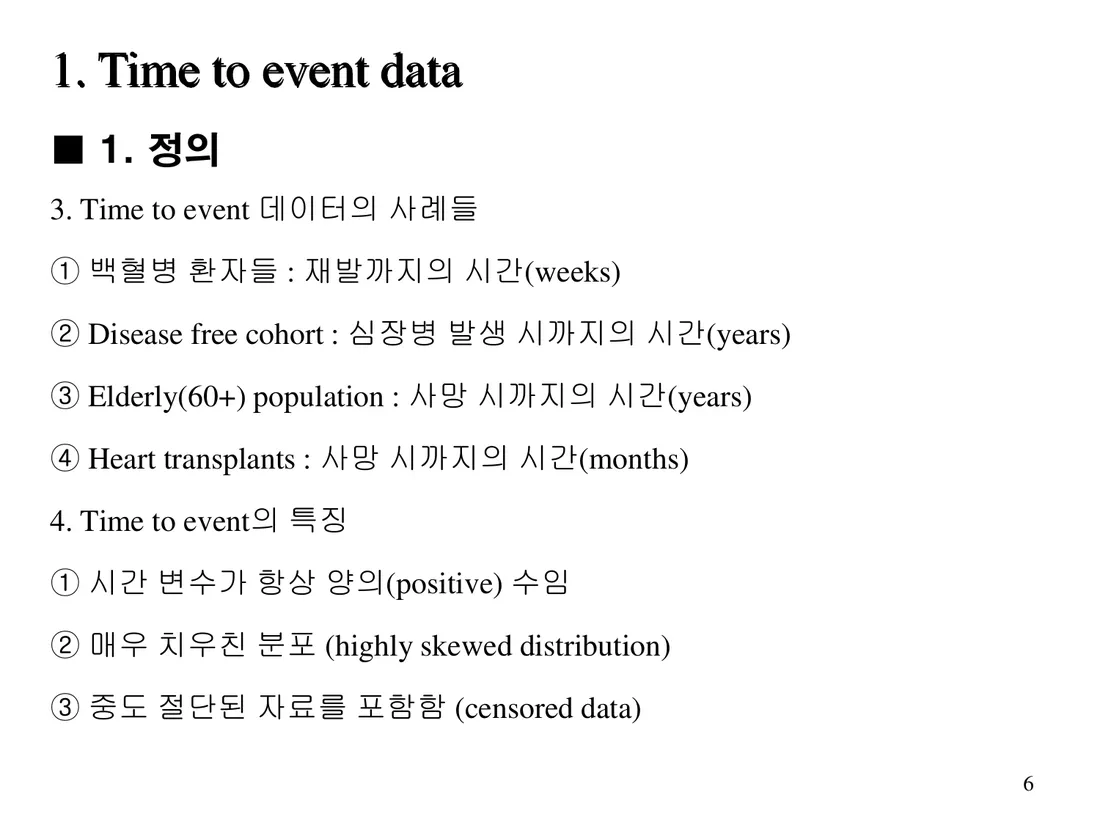 1. Time to event data
■ 1. 정의
3. Time to event 데이터의 사례들
① 백혈병 환자들 : 재발까지의 시간(weeks)
② Disease free cohort : 심장병 발생 시까지의 시간(years)
③ Elderly(60+) population : 사망 시까지의 시간(years)
④ Heart transplants : 사망 시까지의 시간(months)
4. Time to event의 특징
① 시간 변수가 항상 양의(positive) 수임
② 매우 치우친 분포 (highly skewed distribution)
③ 중도 절단된 자료를 포함함 (censored data)
6